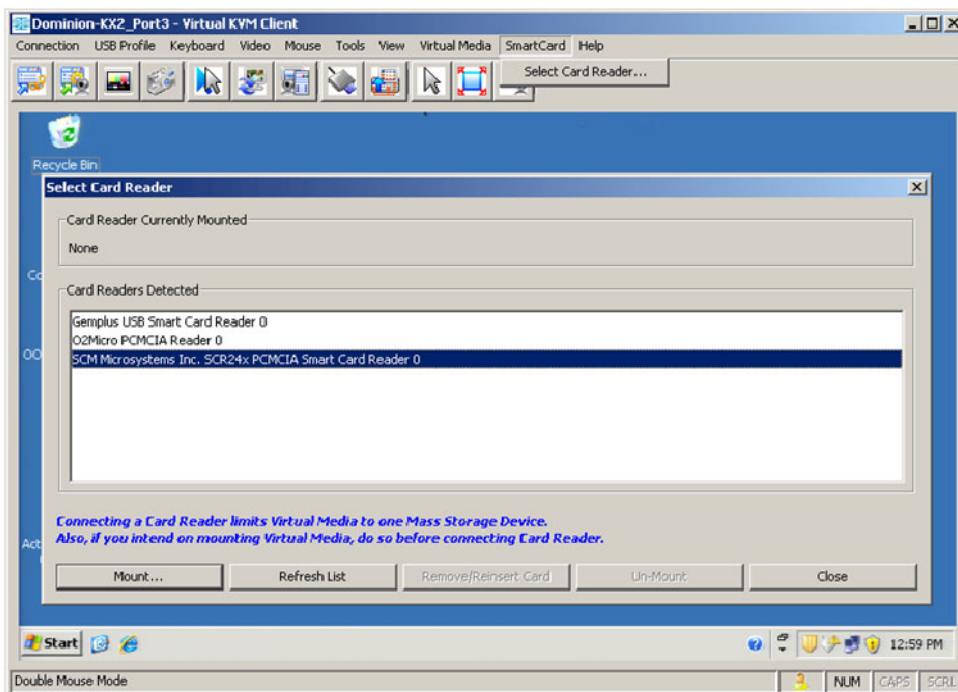 Dominion-KX2_Port3 - Virtual KVM Client
Connection USB Profile Keyboard Video Mouse Tools View Virtual Media SmartCard Help
Select Card Reader...
Recycle Bin
Select Card Reader
Card Reader Currently Mounted
None
Card Readers Detected
Gemplus USB Smart Card Reader 0
O2Micro PCMCIA Reader 0
SCM Microsystems Inc. SCR24x PCMCIA Smart Card Reader 0
Connecting a Card Reader limits Virtual Media to one Mass Storage Device.
Also, if you intend on mounting Virtual Media, do so before connecting Card Reader.
Mount... Refresh List Remove/Reinsert Card Un-Mount Close
Start 12:59 PM
Double Mouse Mode NUM CAPS SCRL